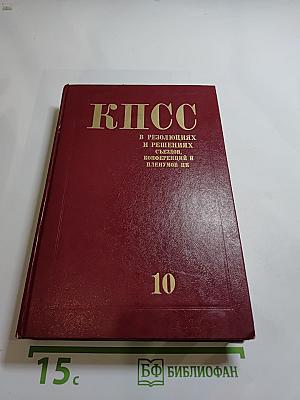 КПСС
В РЕЗОЛЮЦИЯХ
И РЕШЕНИЯХ
СЪЕЗДОВ,
КОНФЕРЕНЦИЙ И
ПЛЕНУМОВ ЦК
10
15с
БФ БИБЛИОФАН